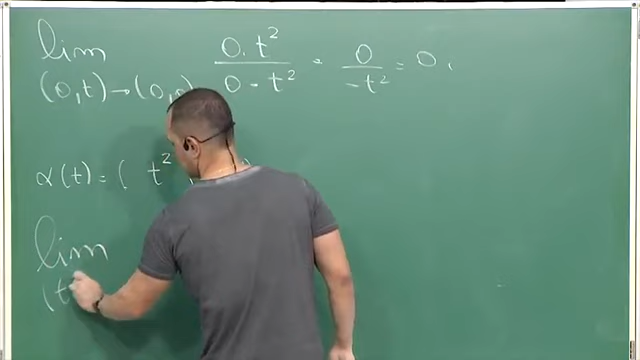 lim 0·t² / 0-t² = 0 / -t² = 0,
(0,t)→(0,0)
α(t) = ( t²
lim
(t